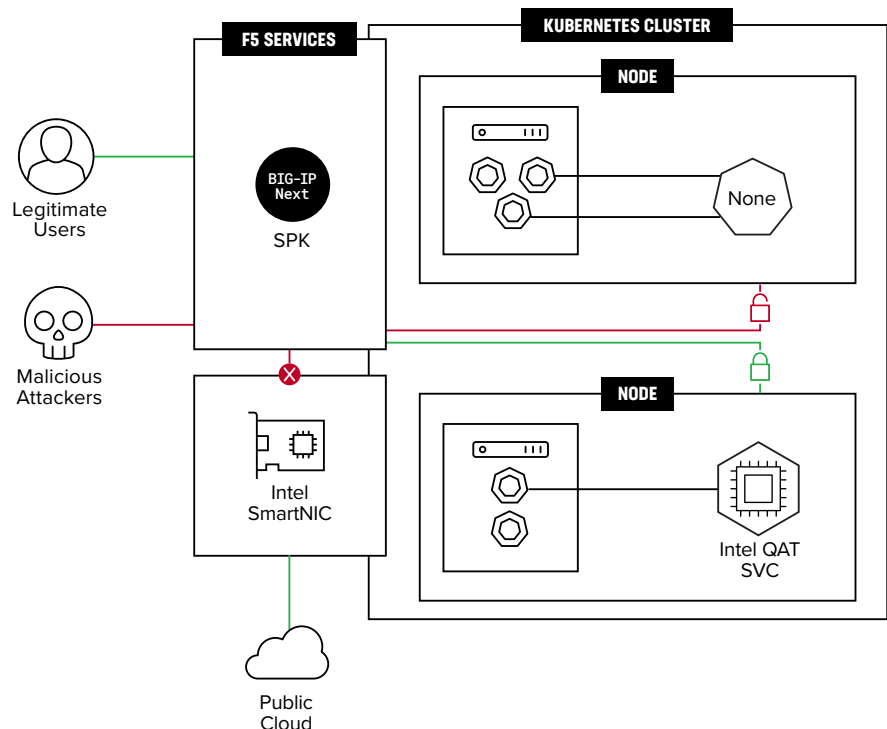 F5 SERVICES
KUBERNETES CLUSTER
NODE
BIG-IP
Next
SPK
None
Legitimate
Users
Malicious
Attackers
NODE
Intel
SmartNIC
Intel QAT
SVC
Public
Cloud